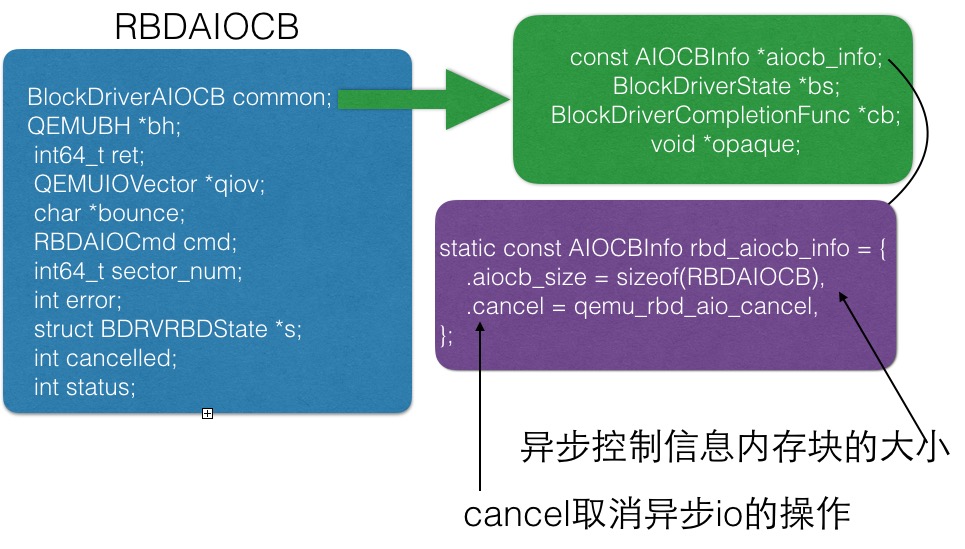 RBDAIOCB
BlockDriverAIOCB common;
QEMUBH *bh;
int64_t ret;
QEMUIOVector *qiov;
char *bounce;
RBDAIOCmd cmd;
int64_t sector_num;
int error;
struct BDRVRBDState *s;
int cancelled;
int status;
const AIOCBInfo *aiocb_info;
BlockDriverState *bs;
BlockDriverCompletionFunc *cb;
void *opaque;
static const AIOCBInfo rbd_aiocb_info = {
.aiocb_size = sizeof(RBDAIOCB),
.cancel = qemu_rbd_aio_cancel,
};
异步控制信息内存块的大小
cancel取消异步io的操作